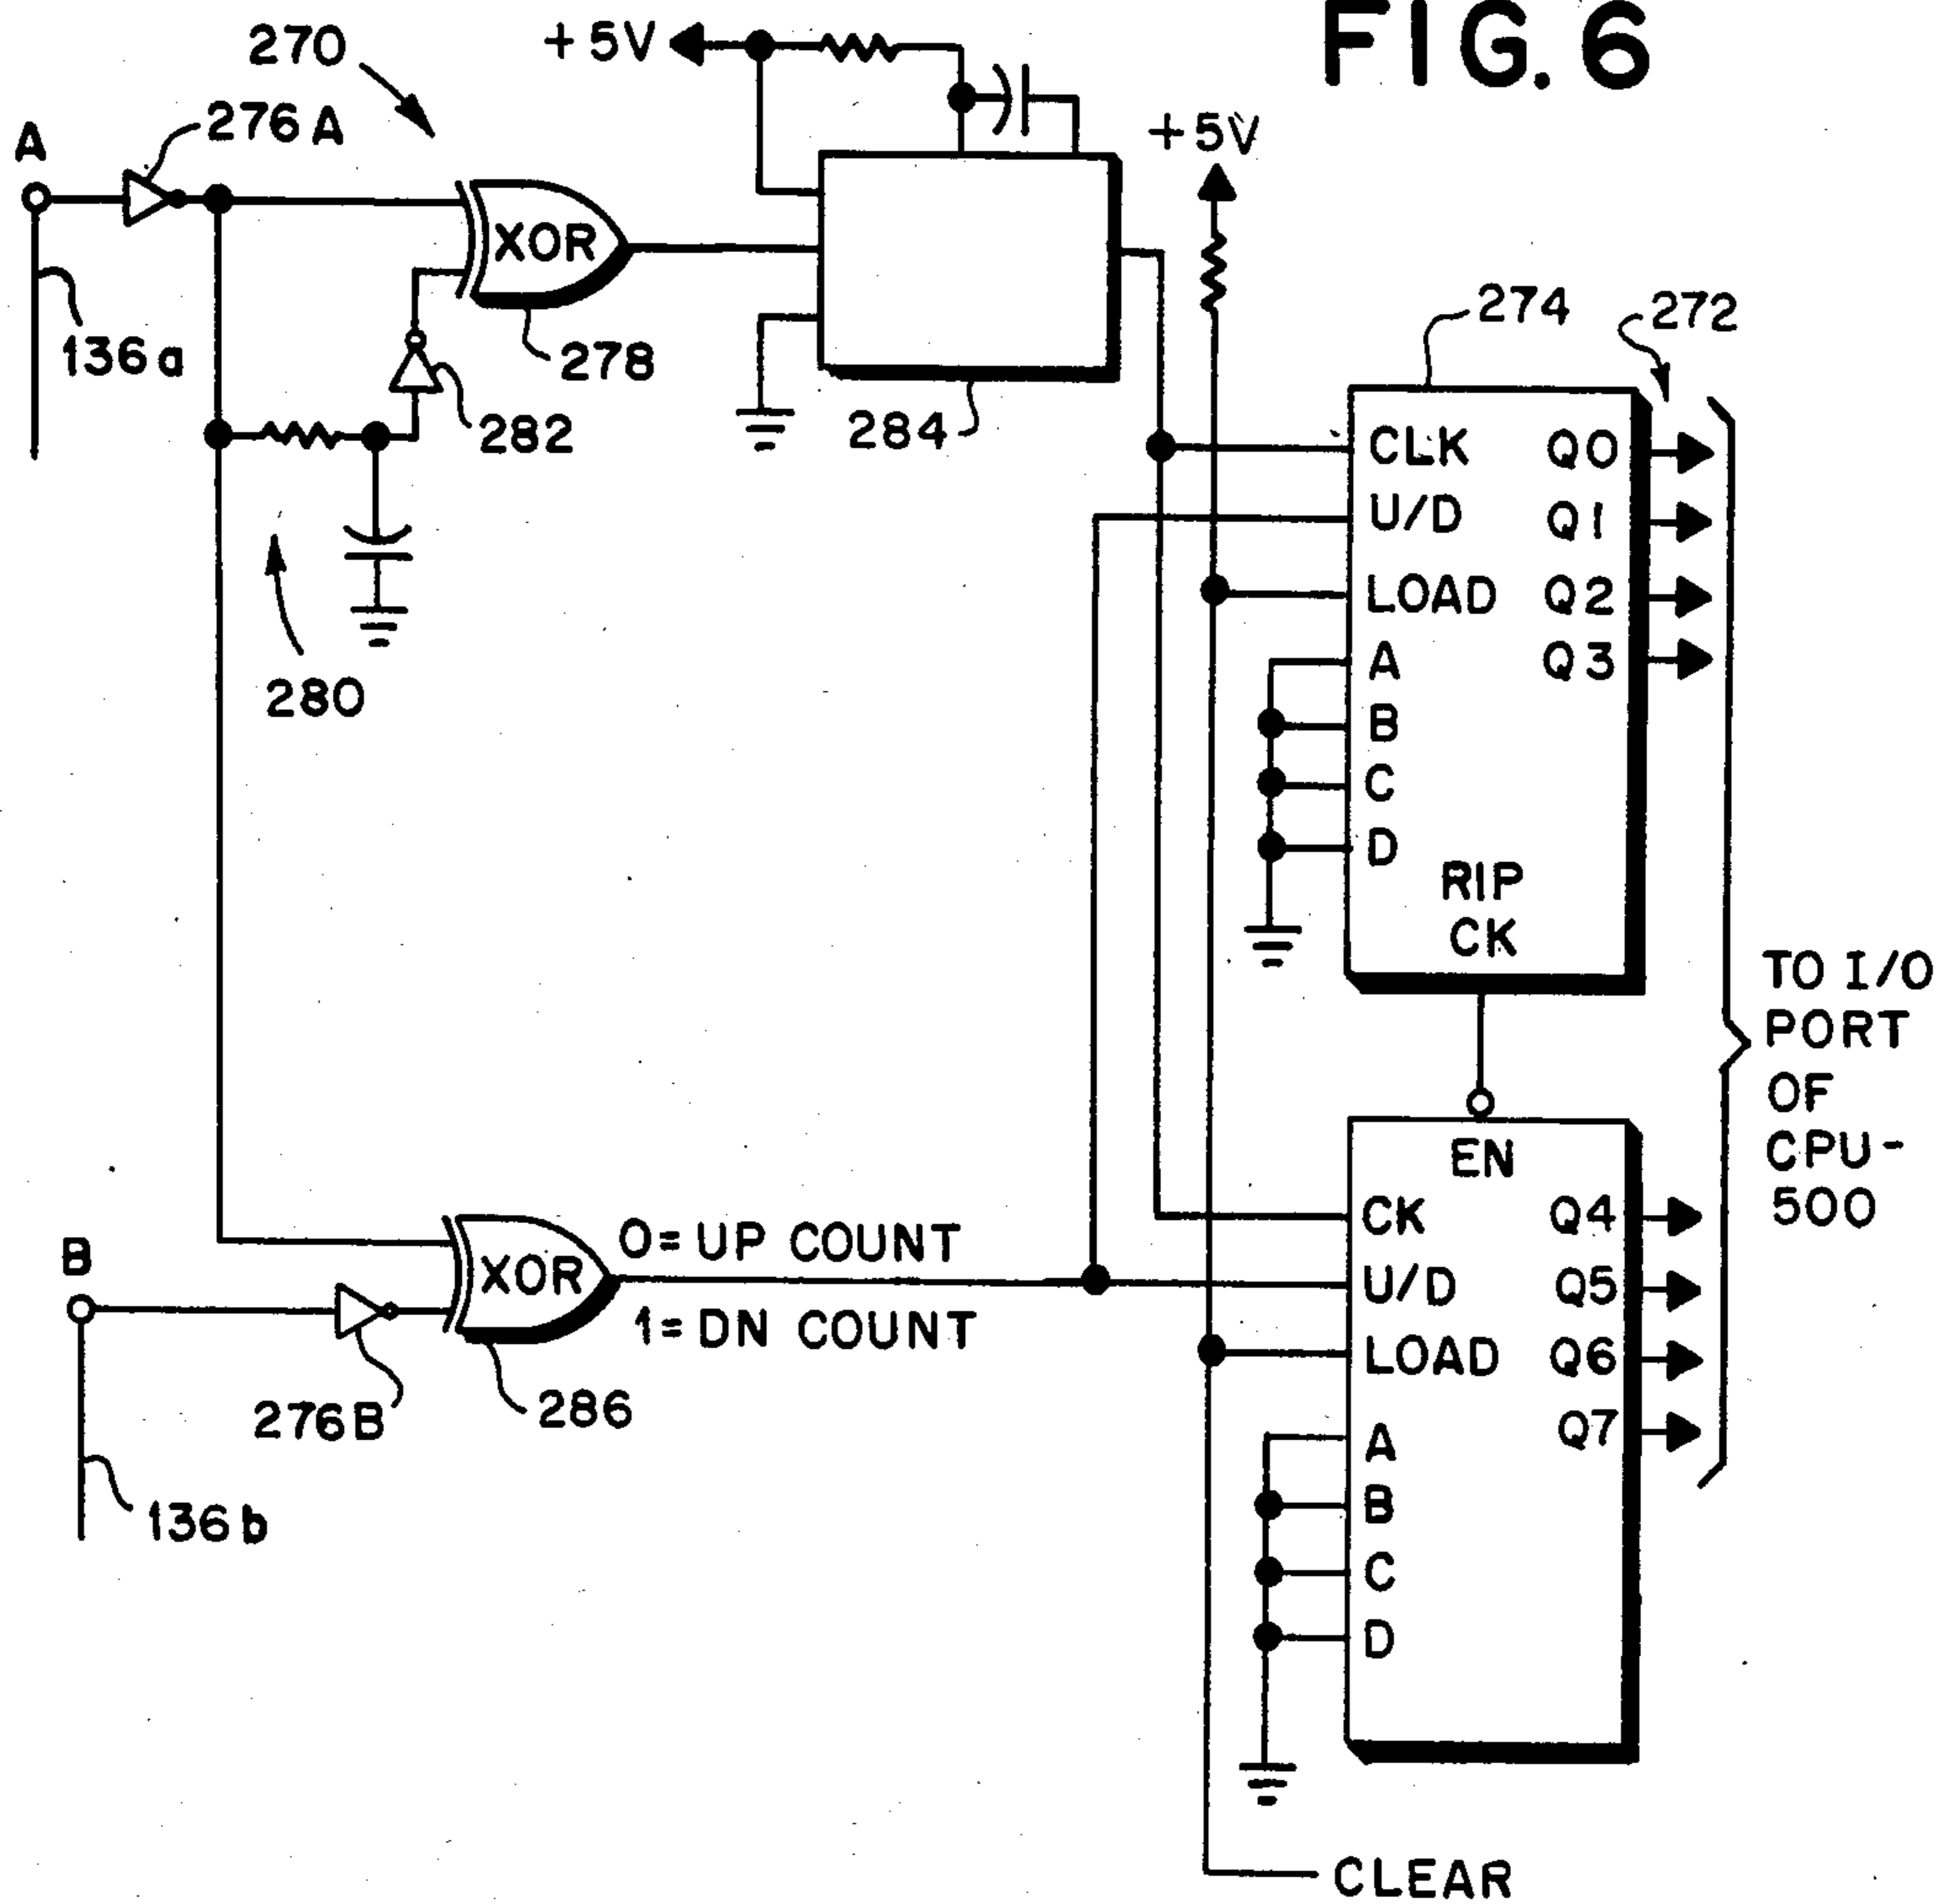 FIG. 6
270
+5V
276A
A
+5V
XOR
136a
278
282
284
280
274
272
CLK Q0
U/D Q1
LOAD Q2
A Q3
B
C
D
RIP
CK
TO I/O
PORT
OF
CPU-
500
EN
CK Q4
U/D Q5
LOAD Q6
A Q7
B
C
D
B
XOR
0= UP COUNT
1= DN COUNT
276B
286
136b
CLEAR